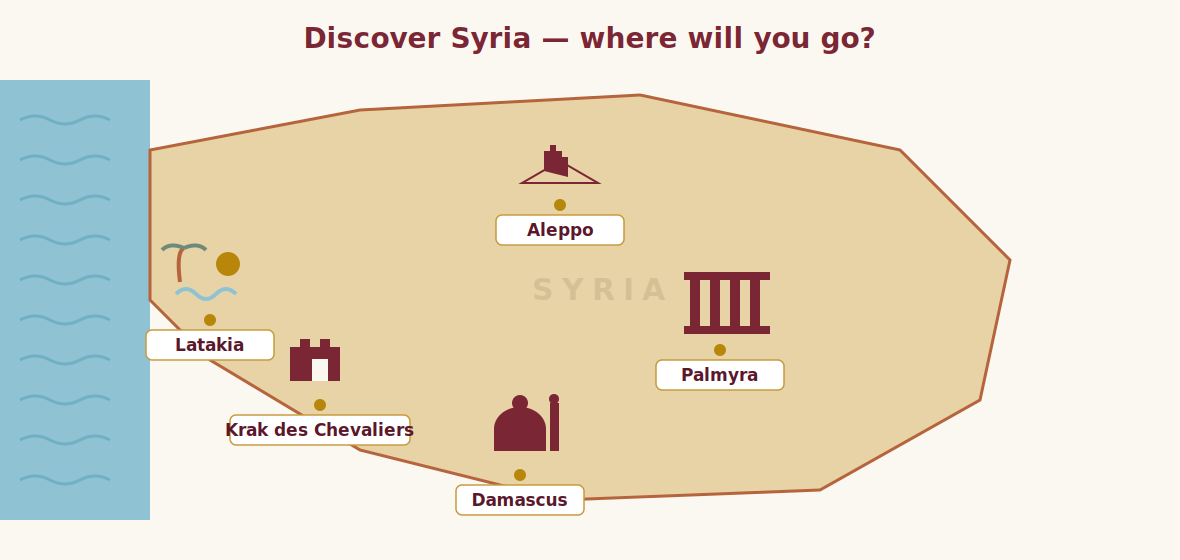 Discover Syria — where will you go?
Aleppo
SYRIA
Latakia
Palmyra
Krak des Chevaliers
Damascus